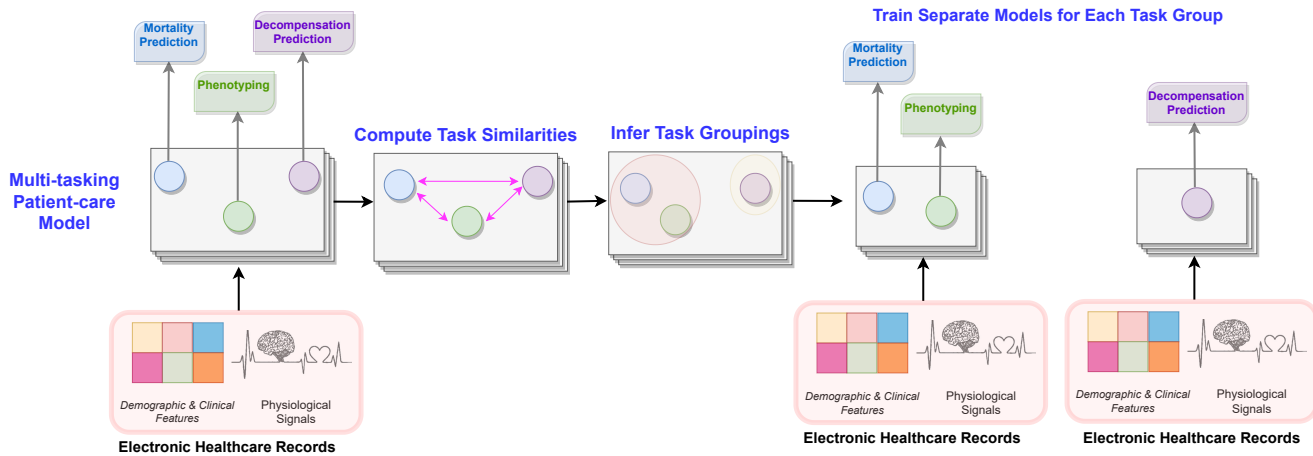 Mortality
Prediction
Decompensation
Prediction
Phenotyping
Multi-tasking
Patient-care
Model
Compute Task Similarities
Infer Task Groupings
Train Separate Models for Each Task Group
Mortality
Prediction
Phenotyping
Decompensation
Prediction
Demographic & Clinical
Features
Physiological
Signals
Electronic Healthcare Records
Demographic & Clinical
Features
Physiological
Signals
Electronic Healthcare Records
Demographic & Clinical
Features
Physiological
Signals
Electronic Healthcare Records